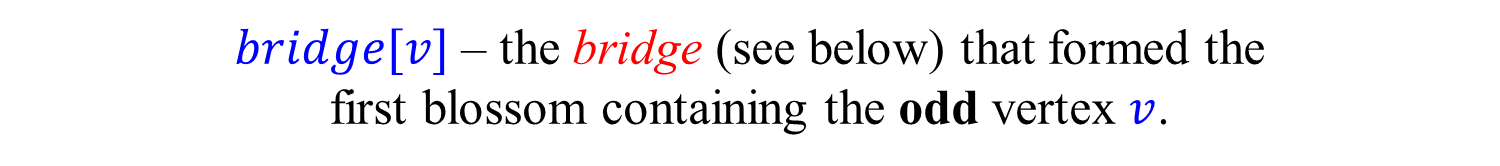 bridge[v] – the bridge (see below) that formed the
first blossom containing the odd vertex v.